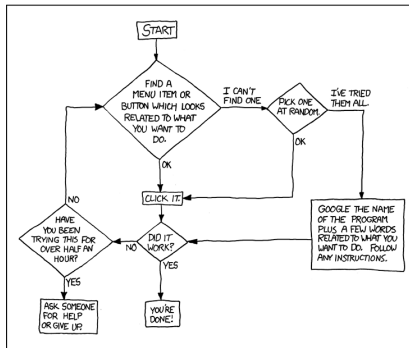 START
FIND A
MENU ITEM OR
BUTTON WHICH LOOKS
RELATED TO WHAT
YOU WANT TO
DO.
I CAN'T
FIND ONE
PICK ONE
AT RANDOM.
I'VE TRIED
THEM ALL.
OK
OK
CLICK IT.
NO
HAVE
YOU BEEN
TRYING THIS FOR
OVER HALF AN
HOUR?
NO
DID IT
WORK?
GOOGLE THE NAME
OF THE PROGRAM
PLUS A FEW WORDS
RELATED TO WHAT YOU
WANT TO DO. FOLLOW
ANY INSTRUCTIONS.
YES
YES
ASK SOMEONE
FOR HELP
OR GIVE UP.
YOU'RE
DONE!